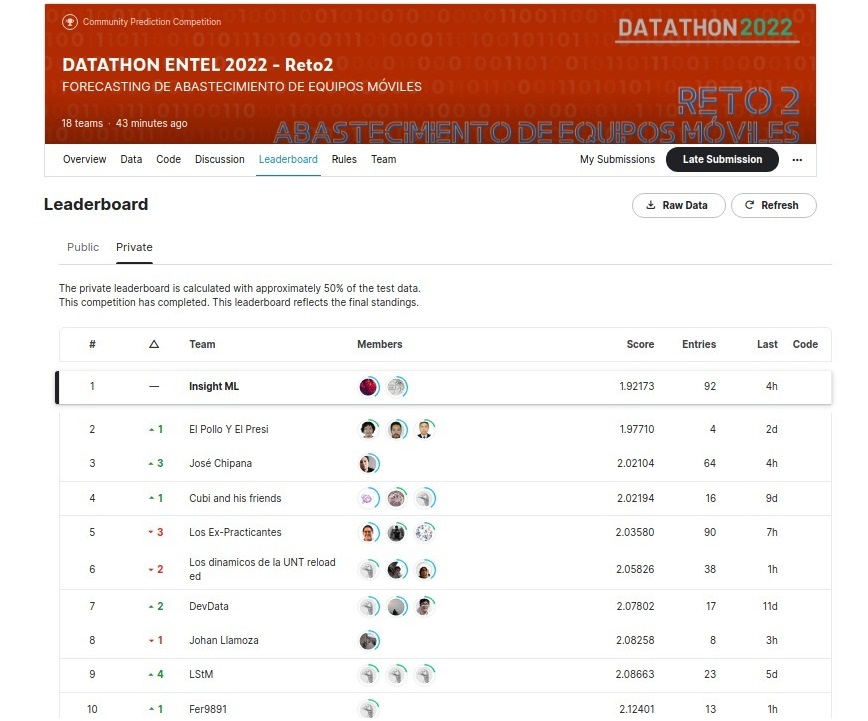 Community Prediction Competition
DATATHON2022
DATATHON ENTEL 2022 - Reto2
FORECASTING DE ABASTECIMIENTO DE EQUIPOS MÓVILES
RETO 2
18 teams · 43 minutes ago
ABASTECIMIENTO DE EQUIPOS MÓVILES
Overview Data Code Discussion Leaderboard Rules Team My Submissions Late Submission ...
Leaderboard Raw Data Refresh
Public Private
The private leaderboard is calculated with approximately 50% of the test data.
This competition has completed. This leaderboard reflects the final standings.
# △ Team Members Score Entries Last Code
1 — Insight ML 1.92173 92 4h
2 ▲ 1 El Pollo Y El Presi 1.97710 4 2d
3 ▲ 3 José Chipana 2.02104 64 4h
4 ▲ 1 Cubi and his friends 2.02194 16 9d
5 ▼ 3 Los Ex-Practicantes 2.03580 90 7h
6 ▼ 2 Los dinamicos de la UNT reload
ed 2.05826 38 1h
7 ▲ 2 DevData 2.07802 17 11d
8 ▼ 1 Johan Llamoza 2.08258 8 3h
9 ▲ 4 LStM 2.08663 23 5d
10 ▲ 1 Fer9891 2.12401 13 1h